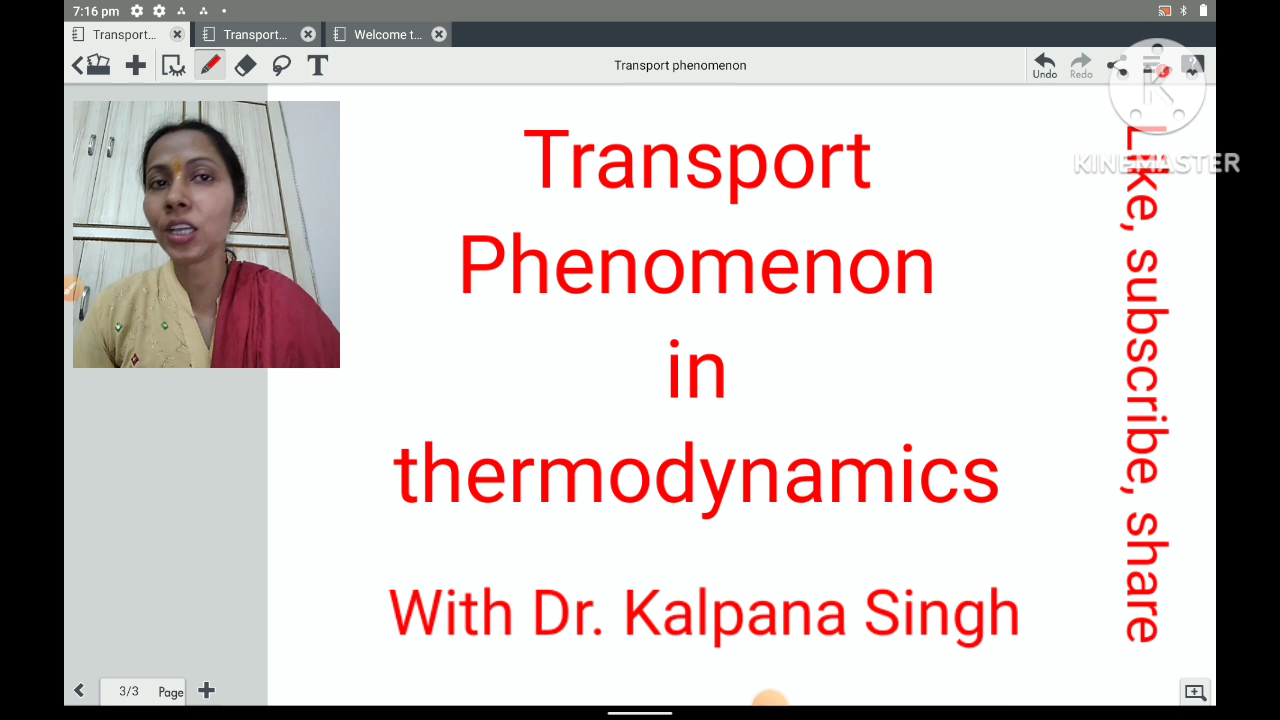 7:16 pm
Transport...
Transport...
Welcome t...
T
Transport phenomenon
Undo
Redo
K
KINEMASTER
Transport
Phenomenon
in
thermodynamics
With Dr. Kalpana Singh
Like, subscribe, share
3/3 Page